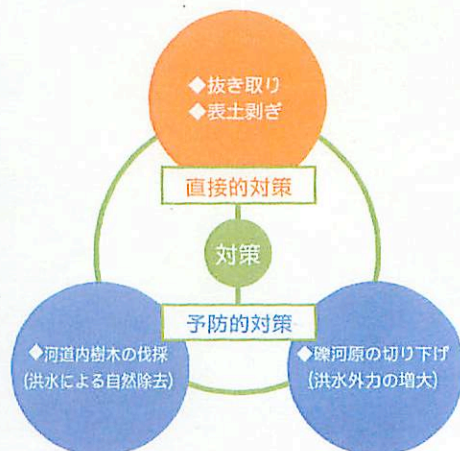 ◆抜き取り
◆表土剥ぎ
直接的対策
対策
予防的対策
◆河道内樹木の伐採
(洪水による自然除去)
◆礫河原の切り下げ
(洪水外力の増大)